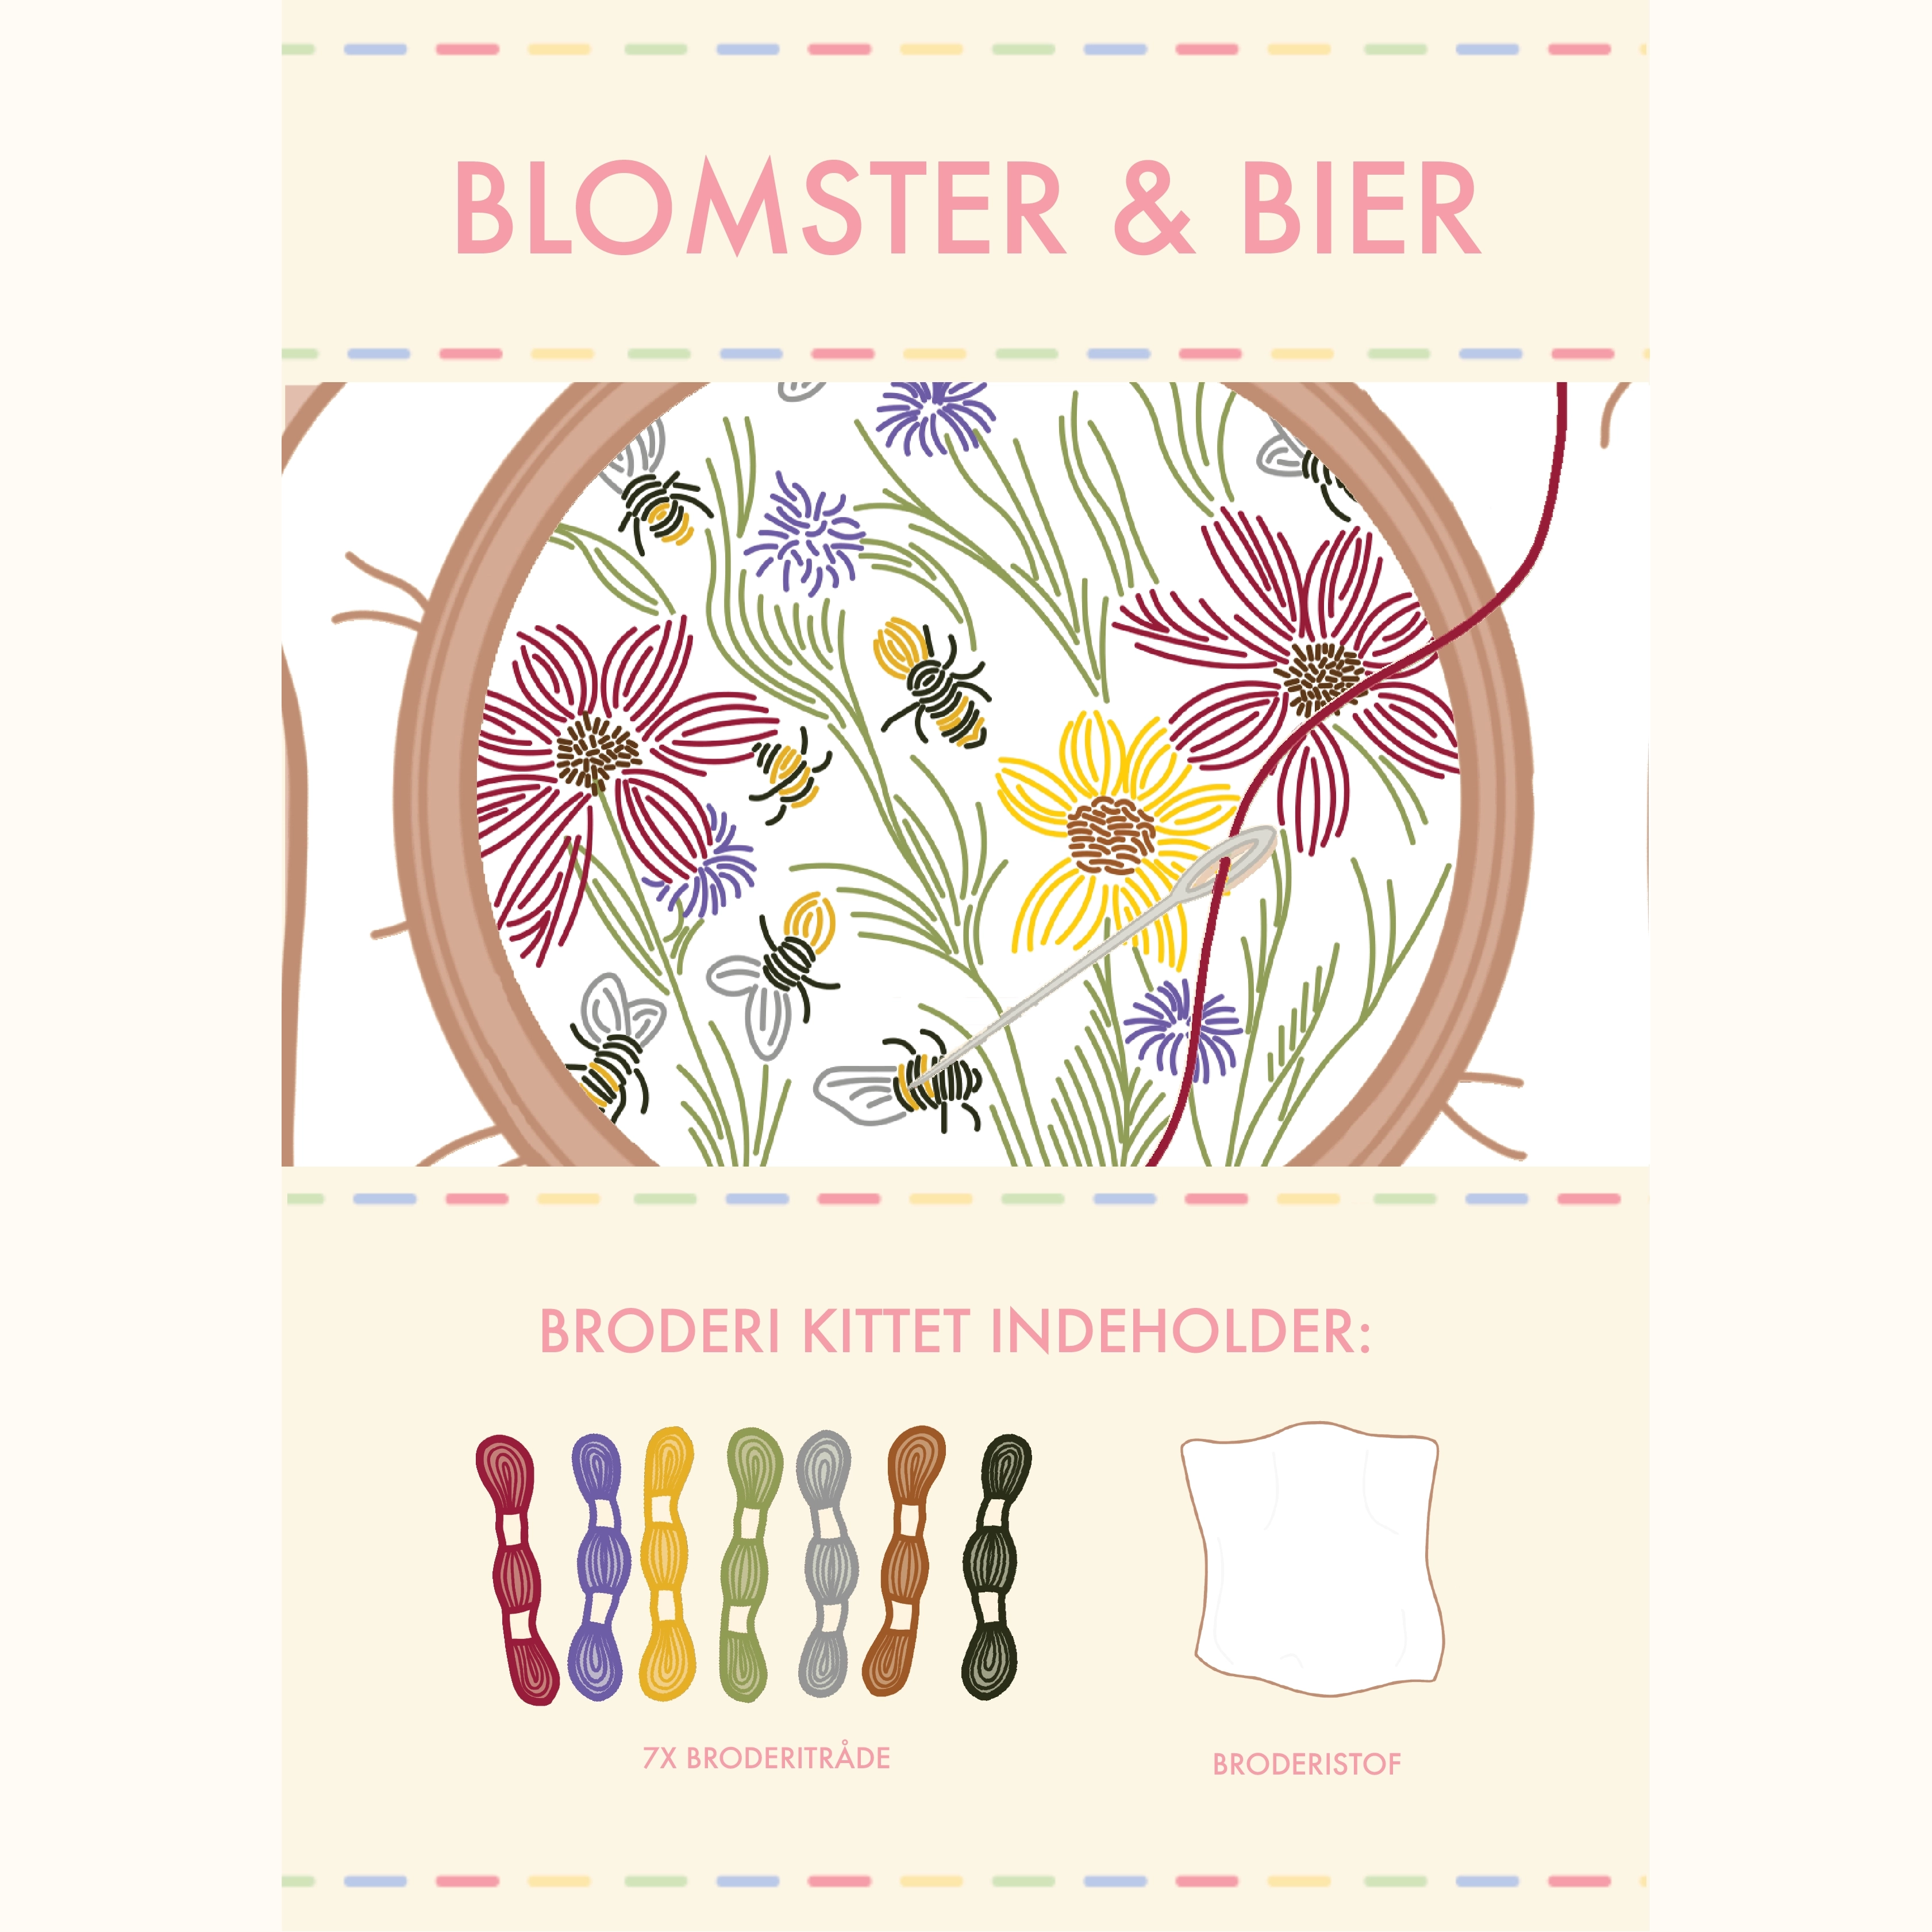 BLOMSTER & BIER
BRODERI KITTET INDEHOLDER:
7X BRODERITRÅDE
BRODERISTOF